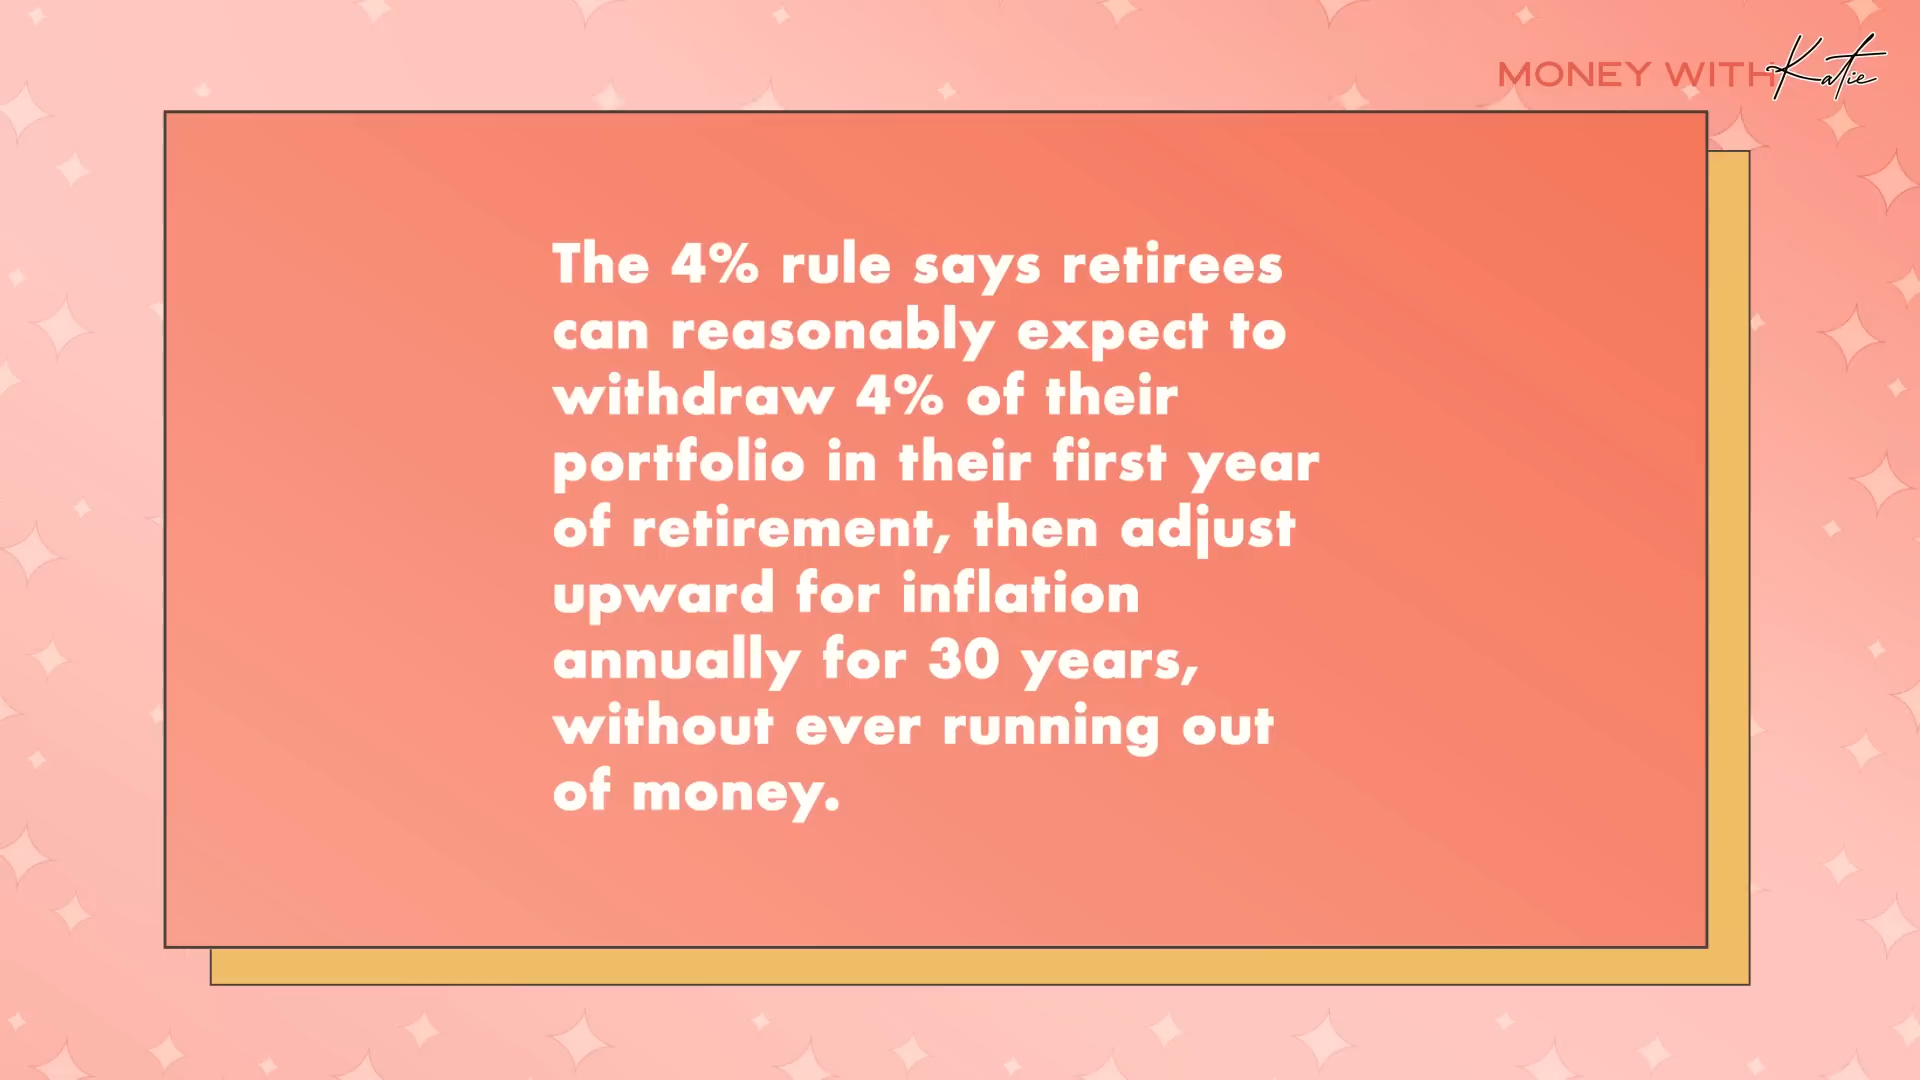 MONEY WITH Katie
The 4% rule says retirees
can reasonably expect to
withdraw 4% of their
portfolio in their first year
of retirement, then adjust
upward for inflation
annually for 30 years,
without ever running out
of money.